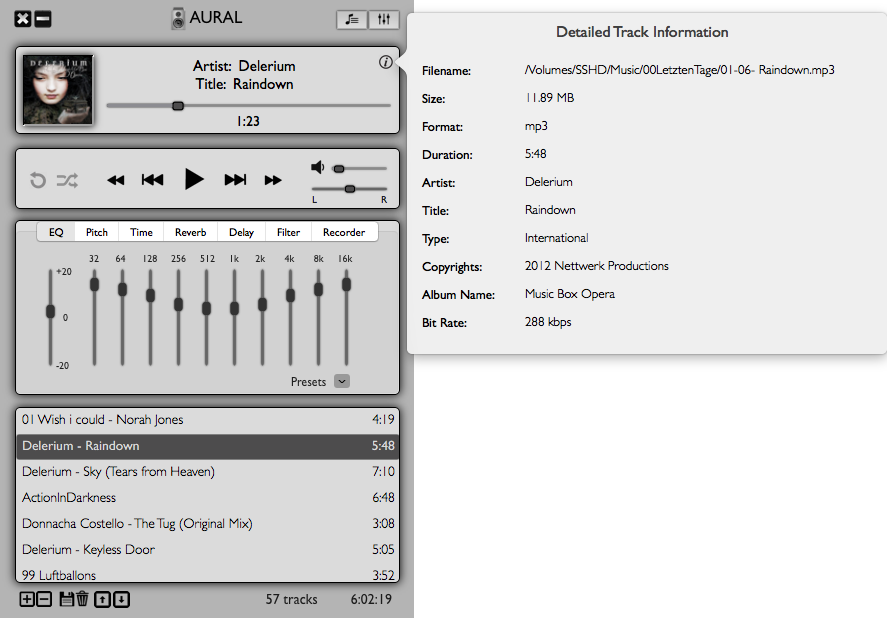 AURAL
DELERIUM
Artist: Delerium
Title: Raindown
1:23
L R
EQ Pitch Time Reverb Delay Filter Recorder
32 64 128 256 512 1k 2k 4k 8k 16k
+20
0
-20
Presets
01 Wish i could - Norah Jones 4:19
Delerium - Raindown 5:48
Delerium - Sky (Tears from Heaven) 7:10
ActionInDarkness 6:48
Donnacha Costello - The Tug (Original Mix) 3:08
Delerium - Keyless Door 5:05
99 Luftballons 3:52
57 tracks 6:02:19
Detailed Track Information
Filename: /Volumes/SSHD/Music/00LetztenTage/01-06- Raindown.mp3
Size: 11.89 MB
Format: mp3
Duration: 5:48
Artist: Delerium
Title: Raindown
Type: International
Copyrights: 2012 Nettwerk Productions
Album Name: Music Box Opera
Bit Rate: 288 kbps